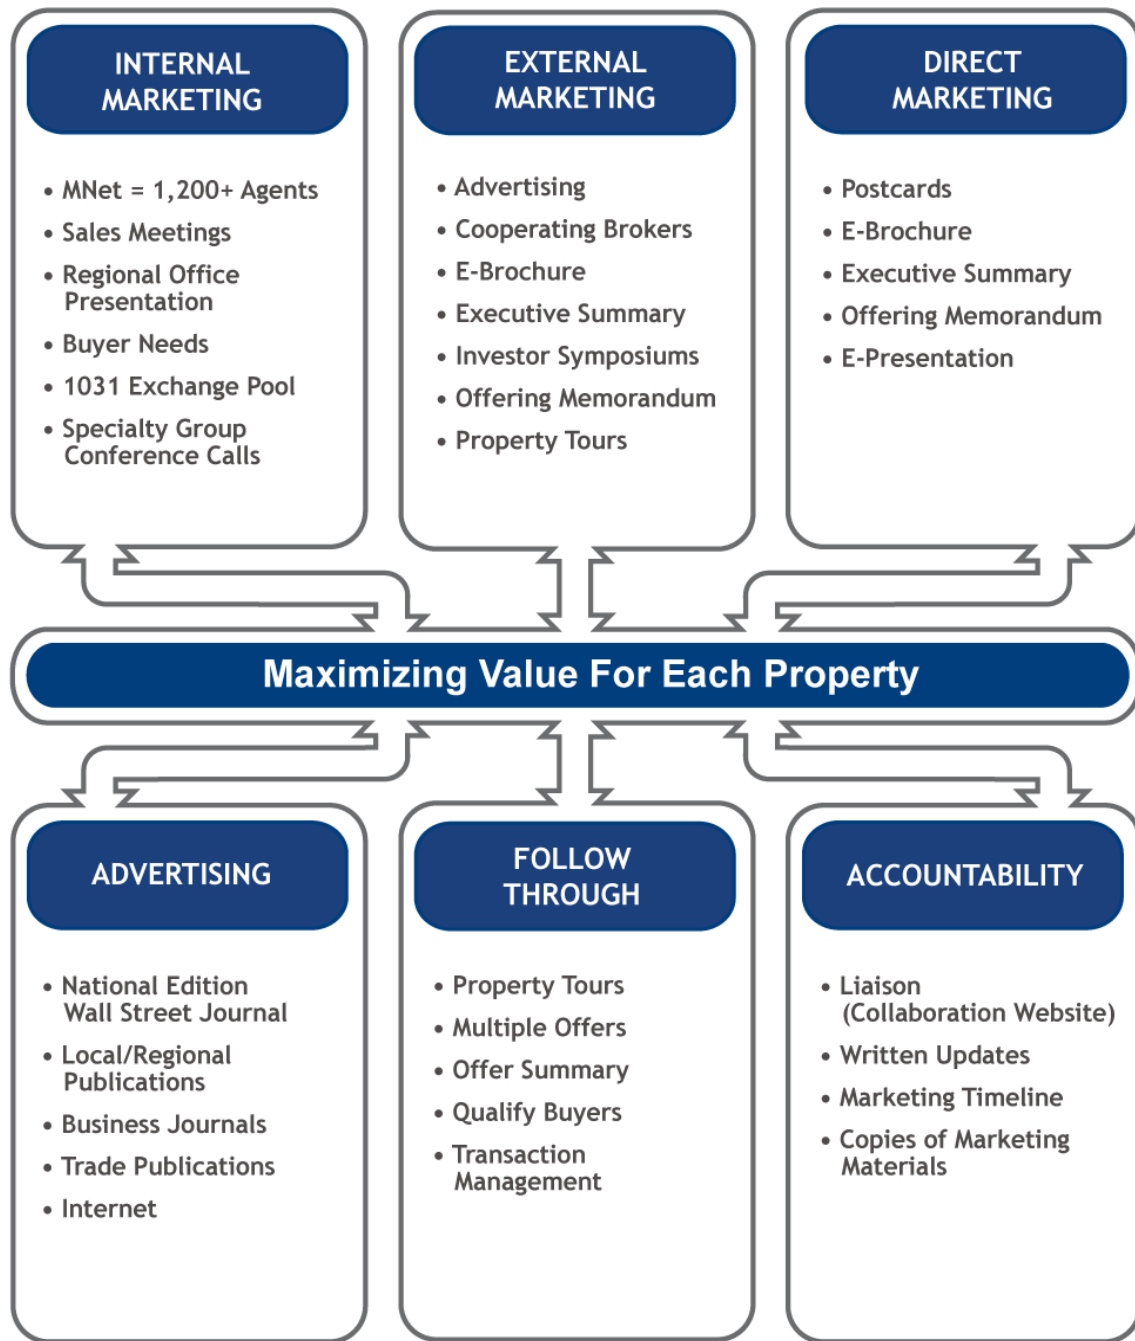 INTERNAL
MARKETING
• MNet = 1,200+ Agents
• Sales Meetings
• Regional Office
Presentation
• Buyer Needs
• 1031 Exchange Pool
• Specialty Group
Conference Calls
EXTERNAL
MARKETING
• Advertising
• Cooperating Brokers
• E-Brochure
• Executive Summary
• Investor Symposiums
• Offering Memorandum
• Property Tours
DIRECT
MARKETING
• Postcards
• E-Brochure
• Executive Summary
• Offering Memorandum
• E-Presentation
Maximizing Value For Each Property
ADVERTISING
• National Edition
Wall Street Journal
• Local/Regional
Publications
• Business Journals
• Trade Publications
• Internet
FOLLOW
THROUGH
• Property Tours
• Multiple Offers
• Offer Summary
• Qualify Buyers
• Transaction
Management
ACCOUNTABILITY
• Liaison
(Collaboration Website)
• Written Updates
• Marketing Timeline
• Copies of Marketing
Materials